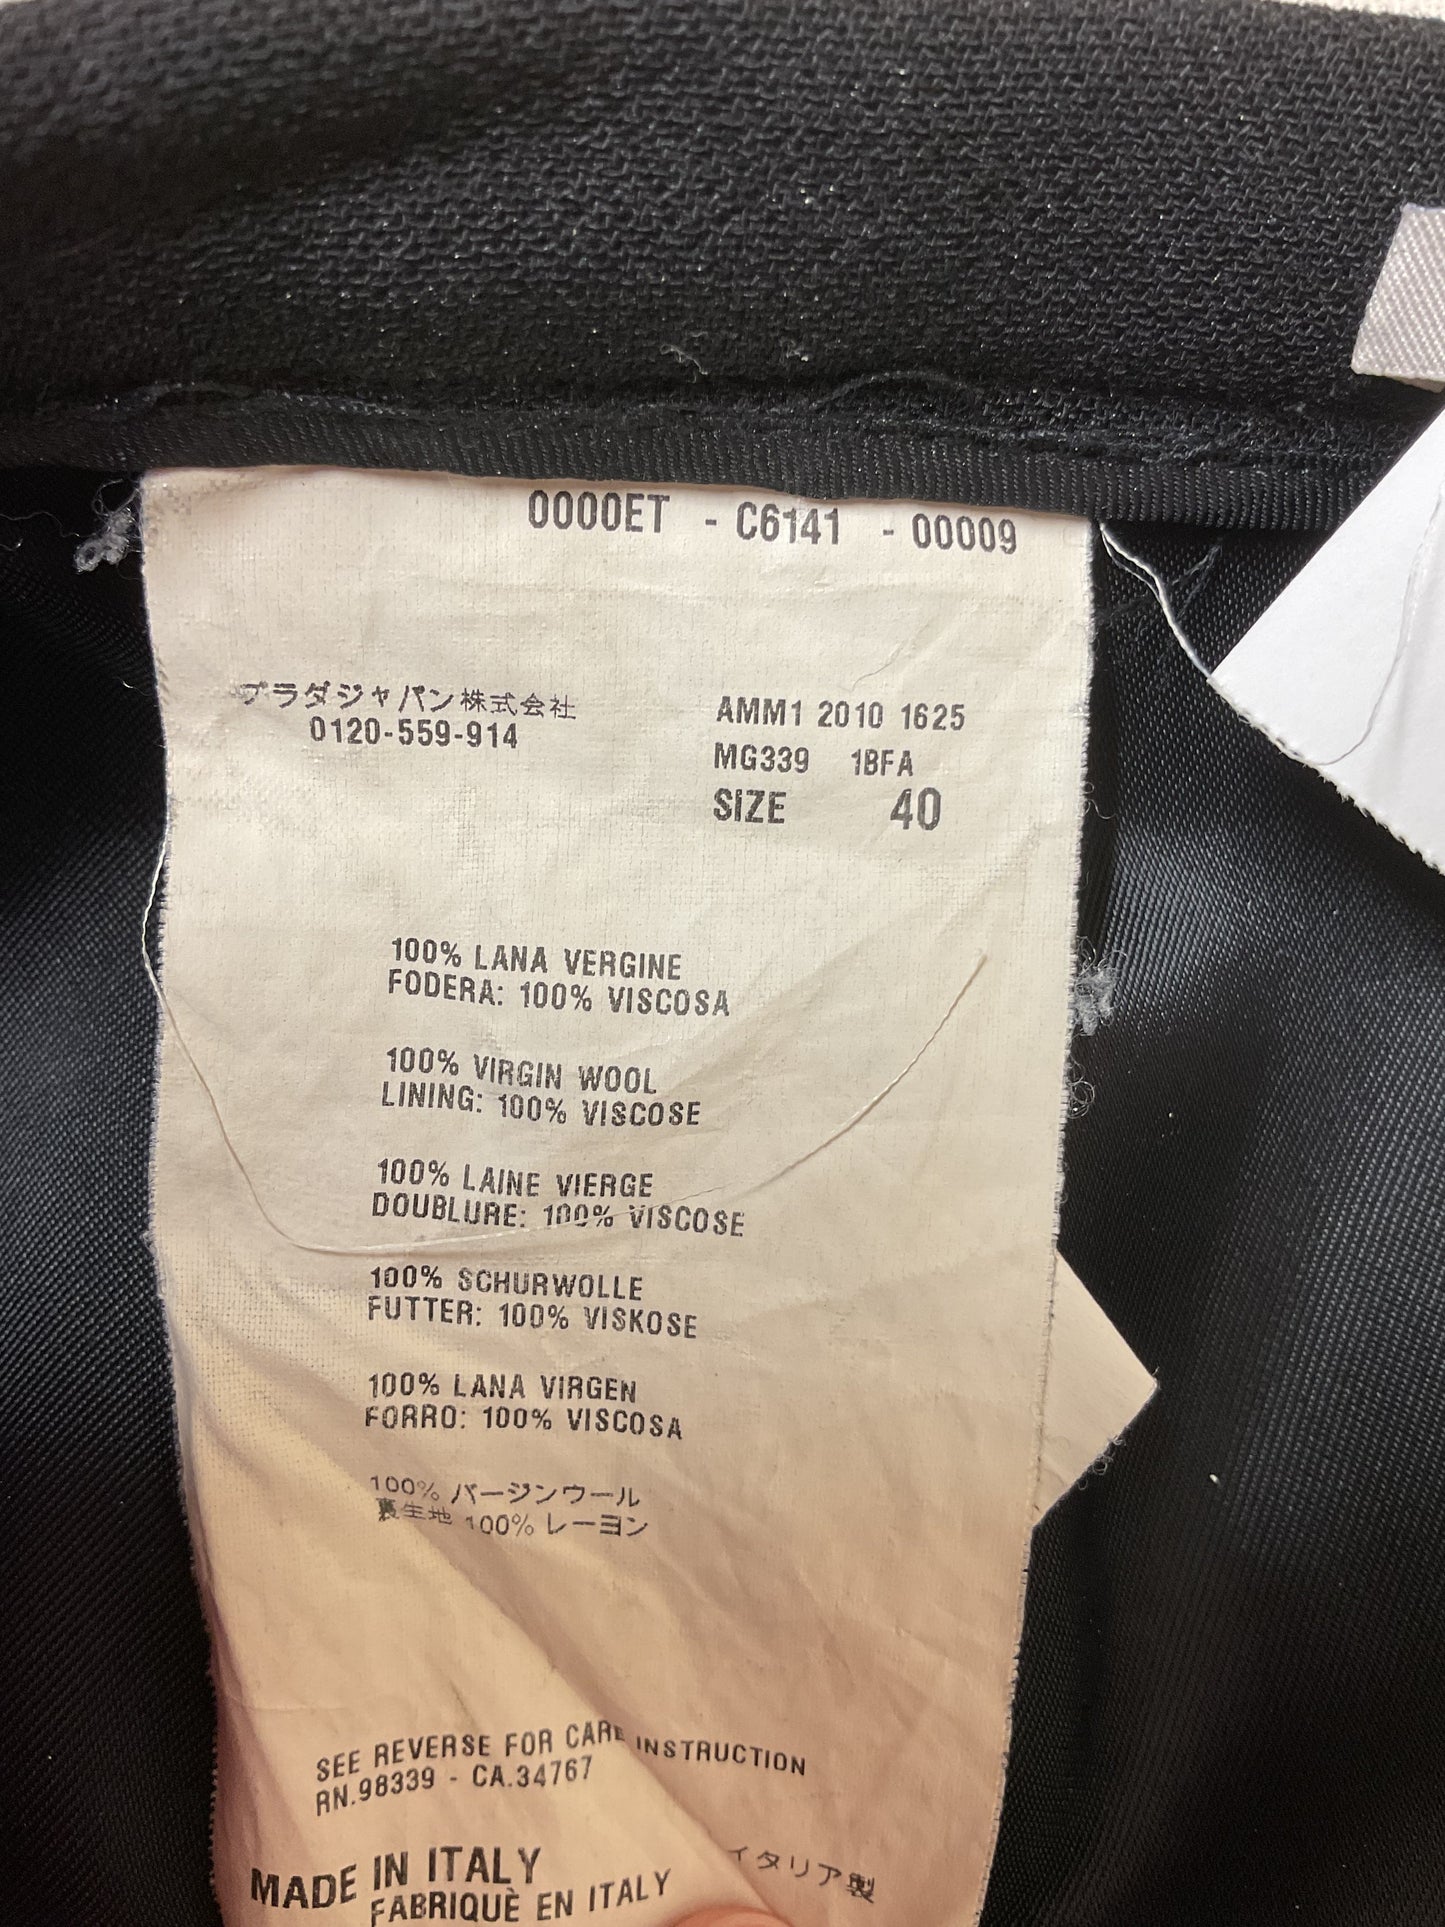 0000ET - C6141 - 00009
プラダジャパン株式会社
0120-559-914
AMM1 2010 1625
MG339 1BFA
SIZE 40
100% LANA VERGINE
FODERA: 100% VISCOSA
100% VIRGIN WOOL
LINING: 100% VISCOSE
100% LAINE VIERGE
DOUBLURE: 100% VISCOSE
100% SCHURWOLLE
FUTTER: 100% VISKOSE
100% LANA VIRGEN
FORRO: 100% VISCOSA
100% バージンウール
裏生地 100% レーヨン
SEE REVERSE FOR CARE INSTRUCTION
RN.98339 - CA.34767
MADE IN ITALY
FABRIQUÈ EN ITALY
イタリア製